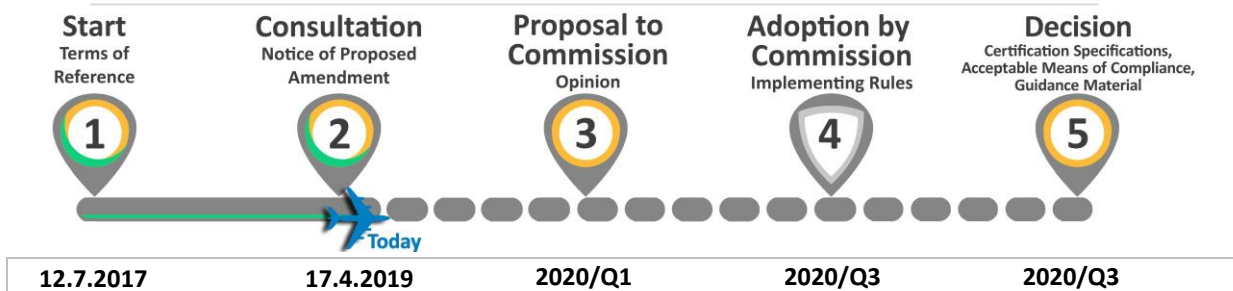 Start
Terms of
Reference
Consultation
Notice of Proposed
Amendment
Proposal to
Commission
Opinion
Adoption by
Commission
Implementing Rules
Decision
Certification Specifications,
Acceptable Means of Compliance,
Guidance Material
1
2
3
4
5
Today
12.7.2017
17.4.2019
2020/Q1
2020/Q3
2020/Q3